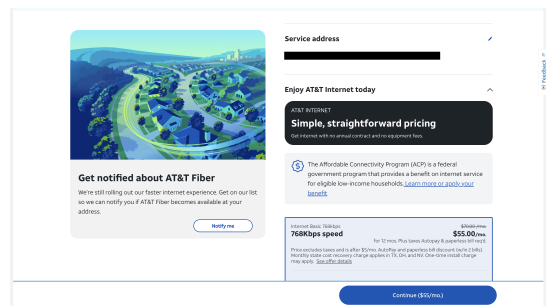 Service address
Enjoy AT&T Internet today
AT&T INTERNET
Simple, straightforward pricing
Get internet with no annual contract and no equipment fees.
The Affordable Connectivity Program (ACP) is a federal
government program that provides a benefit on internet service
for eligible low-income households. Learn more or apply your
benefit.
Get notified about AT&T Fiber
We're still rolling out our faster internet experience. Get on our list
so we can notify you if AT&T Fiber becomes available at your
address.
Notify me
Internet Basic 768kbps
$70.00 /mo.
768Kbps speed
$55.00/mo.
for 12 mos. Plus taxes Autopay & paperless bill req'd.
Price excludes taxes and is after $5/mo. AutoPay and paperless bill discount (w/in 2 bills).
Monthly state cost recovery charge applies in TX, OH, and NV. One-time install charge
may apply. See offer details
Continue ($55/mo.)
Feedback